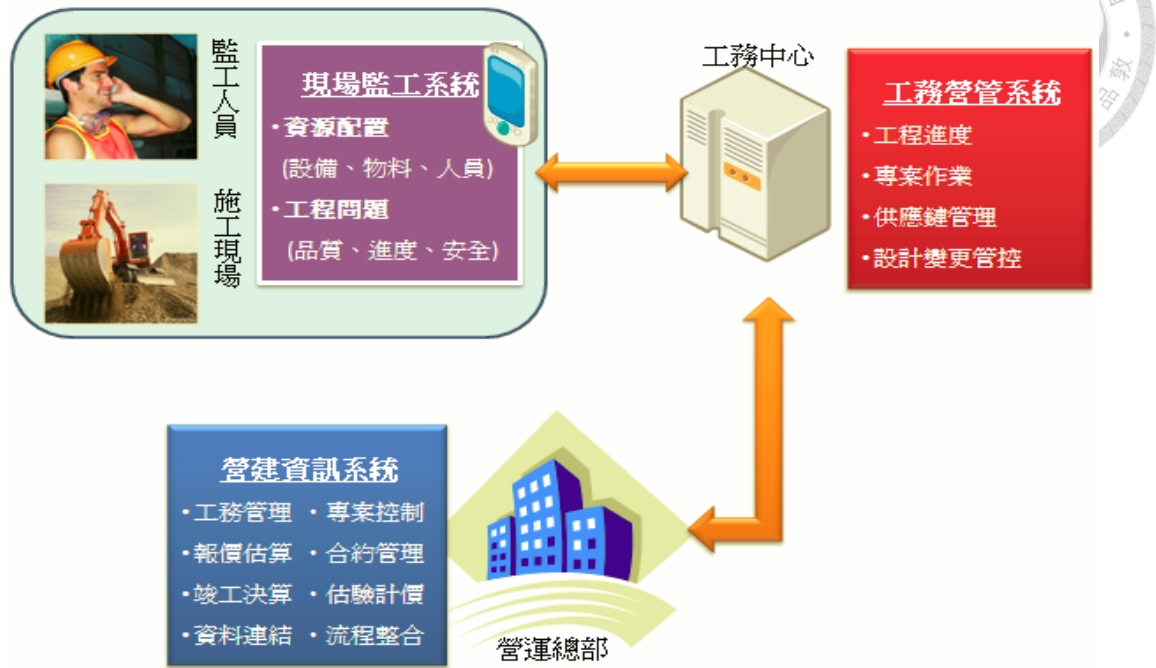 監工人員
現場監工系統
•資源配置
(設備、物料、人員)
•工程問題
(品質、進度、安全)
施工現場
工務中心
工務營管系統
•工程進度
•專案作業
•供應鍵管理
•設計變更管控
營建資訊系統
•工務管理 •專案控制
•報價估算 •合約管理
•竣工決算 •估驗計價
•資料連結 •流程整合
營運總部